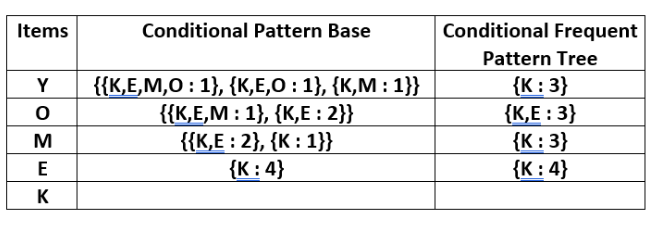 Items Conditional Pattern Base Conditional Frequent
Pattern Tree
Y {{K,E,M,O : 1}, {K,E,O : 1}, {K,M : 1}} {K : 3}
O {{K,E,M : 1}, {K,E : 2}} {K,E : 3}
M {{K,E : 2}, {K : 1}} {K : 3}
E {K : 4} {K : 4}
K